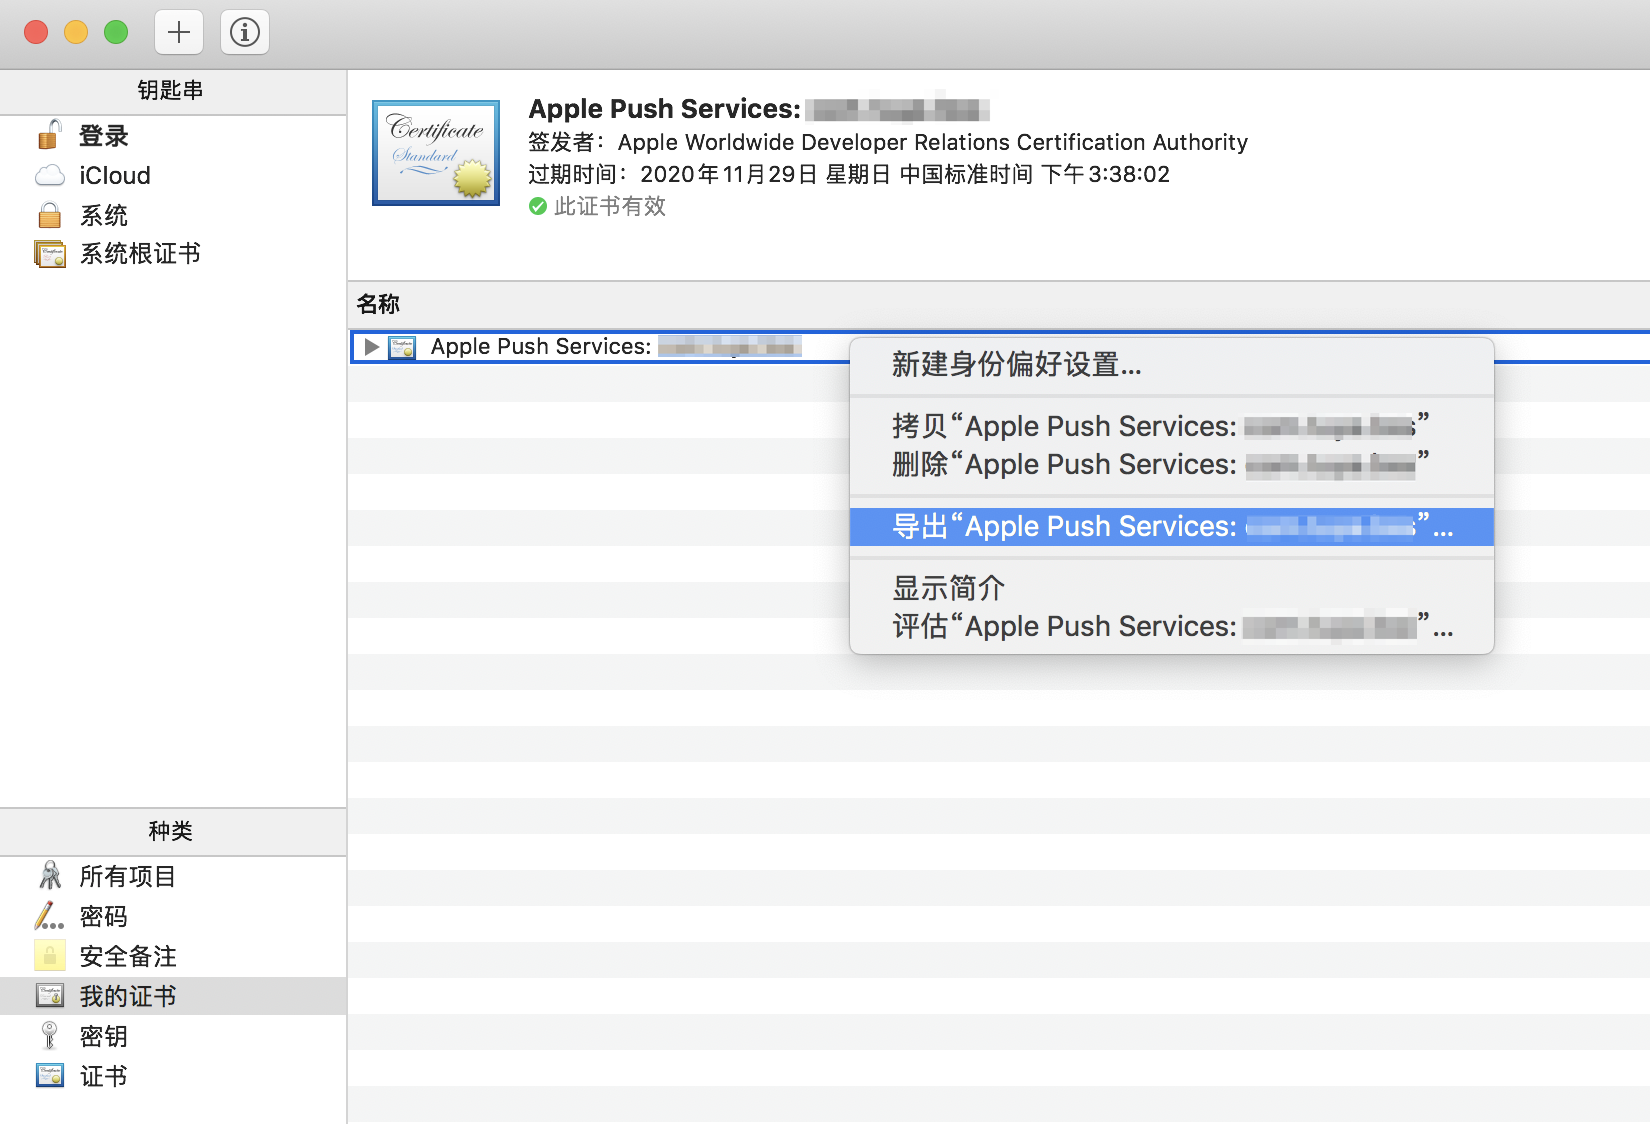 钥匙串
登录
iCloud
系统
系统根证书
Certificate
Standard
Apple Push Services:
签发者：Apple Worldwide Developer Relations Certification Authority
过期时间：2020年11月29日 星期日 中国标准时间 下午3:38:02
此证书有效
名称
Apple Push Services:
新建身份偏好设置...
拷贝“Apple Push Services: ”
删除“Apple Push Services: ”
导出“Apple Push Services: ”...
显示简介
评估“Apple Push Services: ”...
种类
所有项目
密码
安全备注
我的证书
密钥
证书